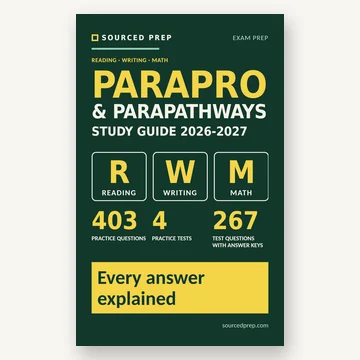 SOURCED PREP
EXAM PREP
READING · WRITING · MATH
PARAPRO
& PARAPATHWAYS
STUDY GUIDE 2026-2027
R
READING
W
WRITING
M
MATH
403
PRACTICE QUESTIONS
4
PRACTICE TESTS
267
TEST QUESTIONS
WITH ANSWER KEYS
Every answer
explained
sourcedprep.com